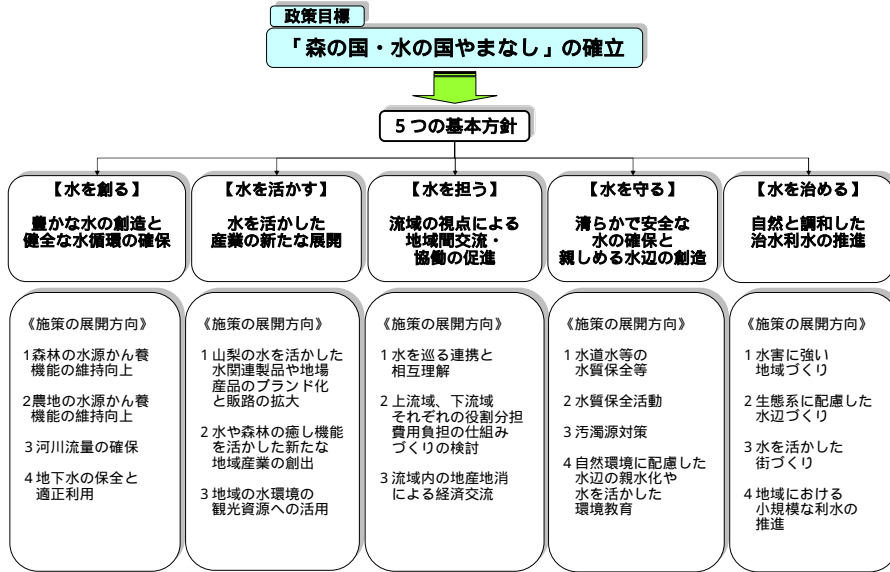 政策目標
「森の国・水の国やまなし」の確立
5つの基本方針
【水を創る】
豊かな水の創造と
健全な水循環の確保
【水を活かす】
水を活かした
産業の新たな展開
【水を担う】
流域の視点による
地域間交流・
協働の促進
【水を守る】
清らかで安全な
水の確保と
親しめる水辺の創造
【水を治める】
自然と調和した
治水利水の推進
《施策の展開方向》
1森林の水源かん養
機能の維持向上
2農地の水源かん養
機能の維持向上
3河川流量の確保
4地下水の保全と
適正利用
《施策の展開方向》
1山梨の水を活かした
水関連製品や地場
産品のブランド化
と販路の拡大
2水や森林の癒し機能
を活かした新たな
地域産業の創出
3地域の水環境の
観光資源への活用
《施策の展開方向》
1水を巡る連携と
相互理解
2上流域、下流域
それぞれの役割分担
費用負担の仕組み
づくりの検討
3流域内の地産地消
による経済交流
《施策の展開方向》
1水道水等の
水質保全等
2水質保全活動
3汚濁源対策
4自然環境に配慮した
水辺の親水化や
水を活かした
環境教育
《施策の展開方向》
1水害に強い
地域づくり
2生態系に配慮した
水辺づくり
3水を活かした
街づくり
4地域における
小規模な利水の
推進